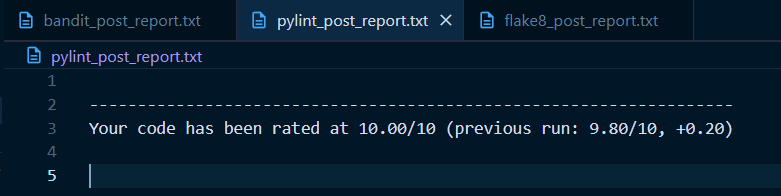 bandit_post_report.txt pylint_post_report.txt flake8_post_report.txt
pylint_post_report.txt
1
2 ------------------------------------------------------------------
3 Your code has been rated at 10.00/10 (previous run: 9.80/10, +0.20)
4
5